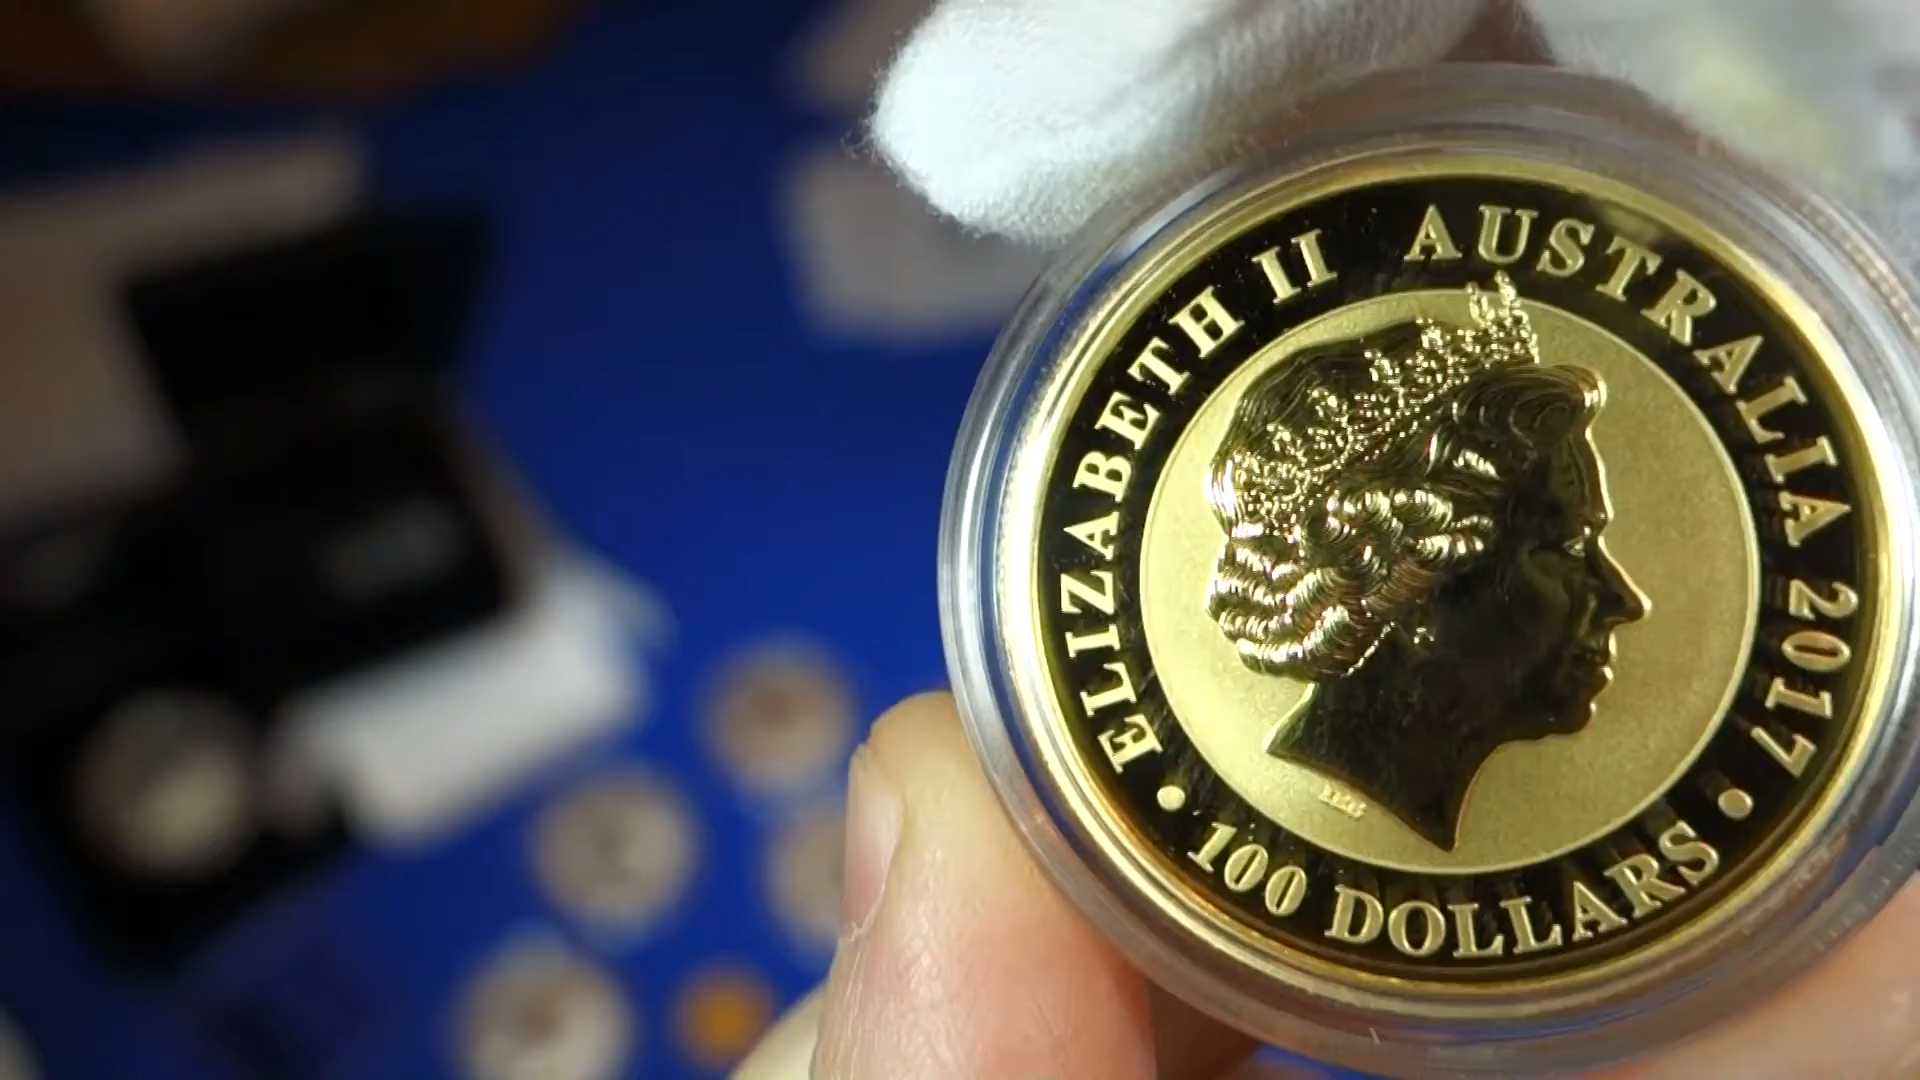 ELIZABETH II AUSTRALIA 2017
• 100 DOLLARS •